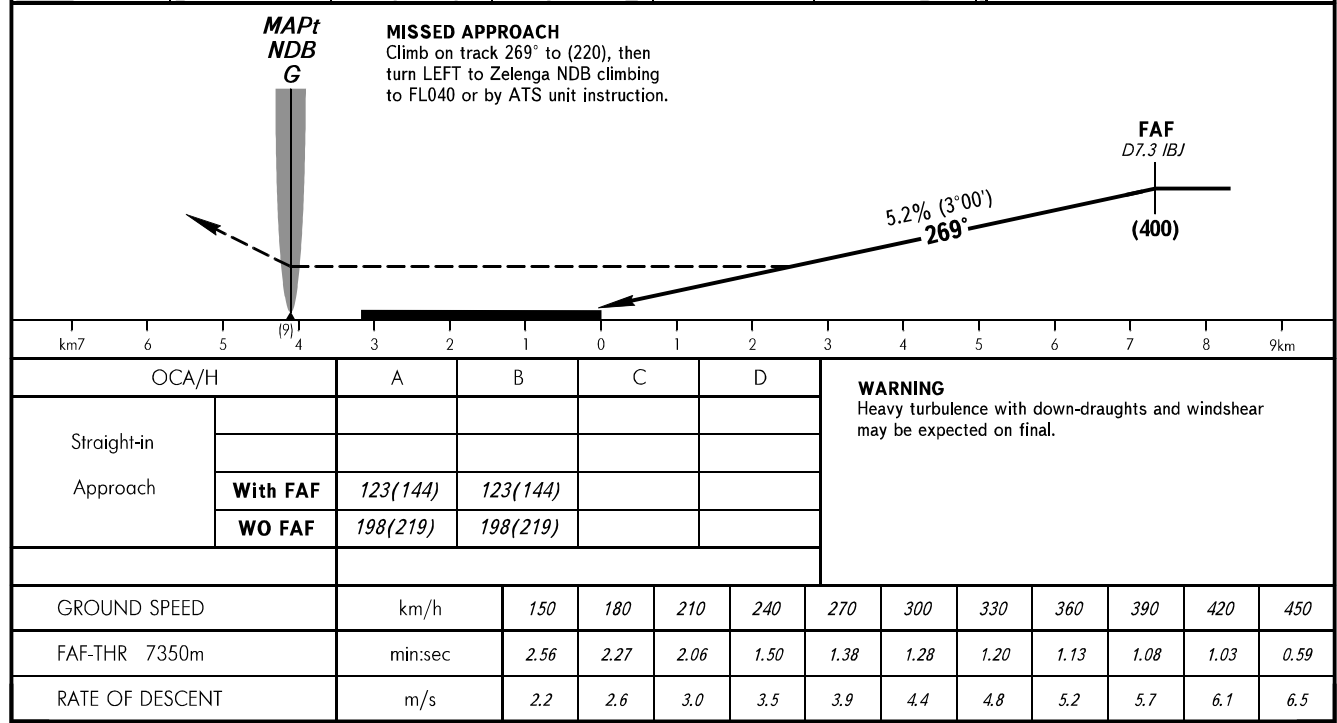 MAPt
NDB
G
MISSED APPROACH
Climb on track 269° to (220), then
turn LEFT to Zelenga NDB climbing
to FL040 or by ATS unit instruction.
FAF
D7.3 IBJ
5.2% (3°00')
269°
(400)
(9)
km7 6 5 4 3 2 1 0 1 2 3 4 5 6 7 8 9km
OCA/H A B C D
WARNING
Heavy turbulence with down-draughts and windshear
may be expected on final.
Straight-in
Approach
With FAF 123(144) 123(144)
WO FAF 198(219) 198(219)
GROUND SPEED km/h 150 180 210 240 270 300 330 360 390 420 450
FAF-THR 7350m min:sec 2.56 2.27 2.06 1.50 1.38 1.28 1.20 1.13 1.08 1.03 0.59
RATE OF DESCENT m/s 2.2 2.6 3.0 3.5 3.9 4.4 4.8 5.2 5.7 6.1 6.5